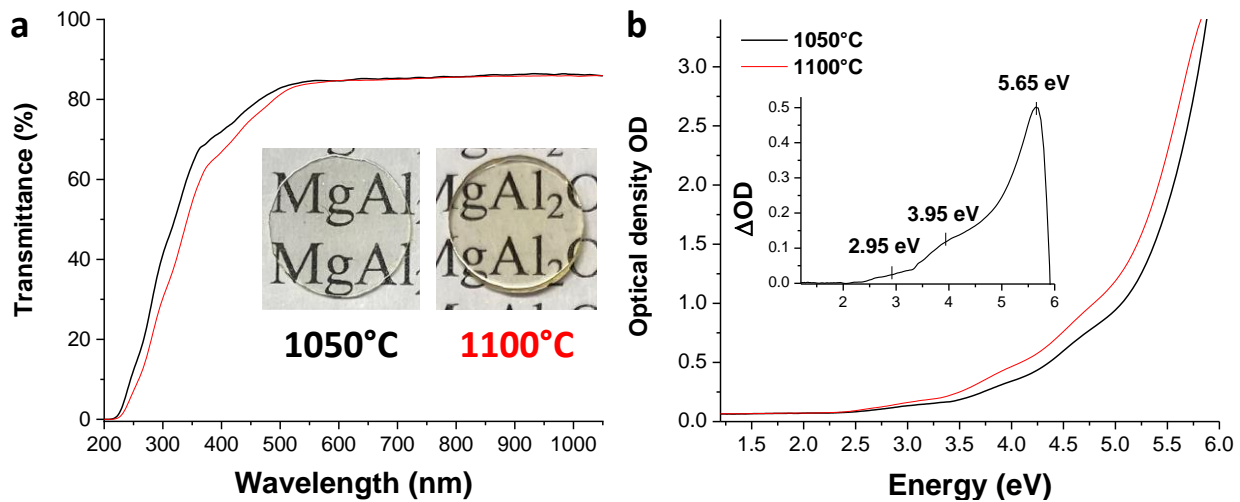 a
100
80
60
40
20
0
200 300 400 500 600 700 800 900 1000
Transmittance (%)
Wavelength (nm)
MgAl₂
MgAl
MgAl₂O
MgAl₂O
1050°C
1100°C
b
1050°C
1100°C
3.0
2.5
2.0
1.5
1.0
0.5
0.0
1.5 2.0 2.5 3.0 3.5 4.0 4.5 5.0 5.5 6.0
Optical density OD
Energy (eV)
0.5
0.4
0.3
0.2
0.1
0.0
2 3 4 5 6
ΔOD
2.95 eV
3.95 eV
5.65 eV